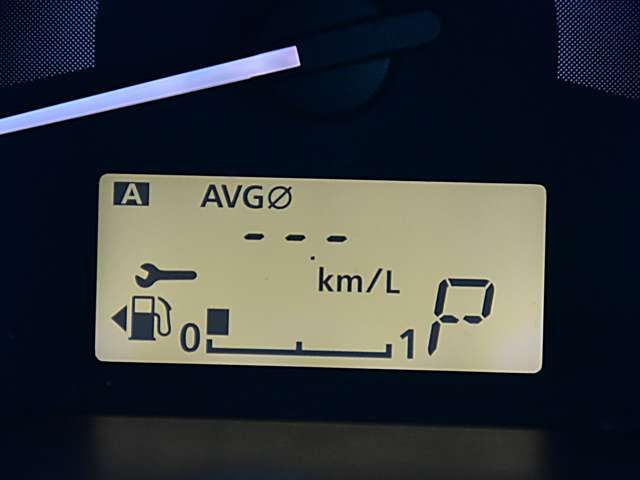 A AVGØ
---
km/L
P
0 1